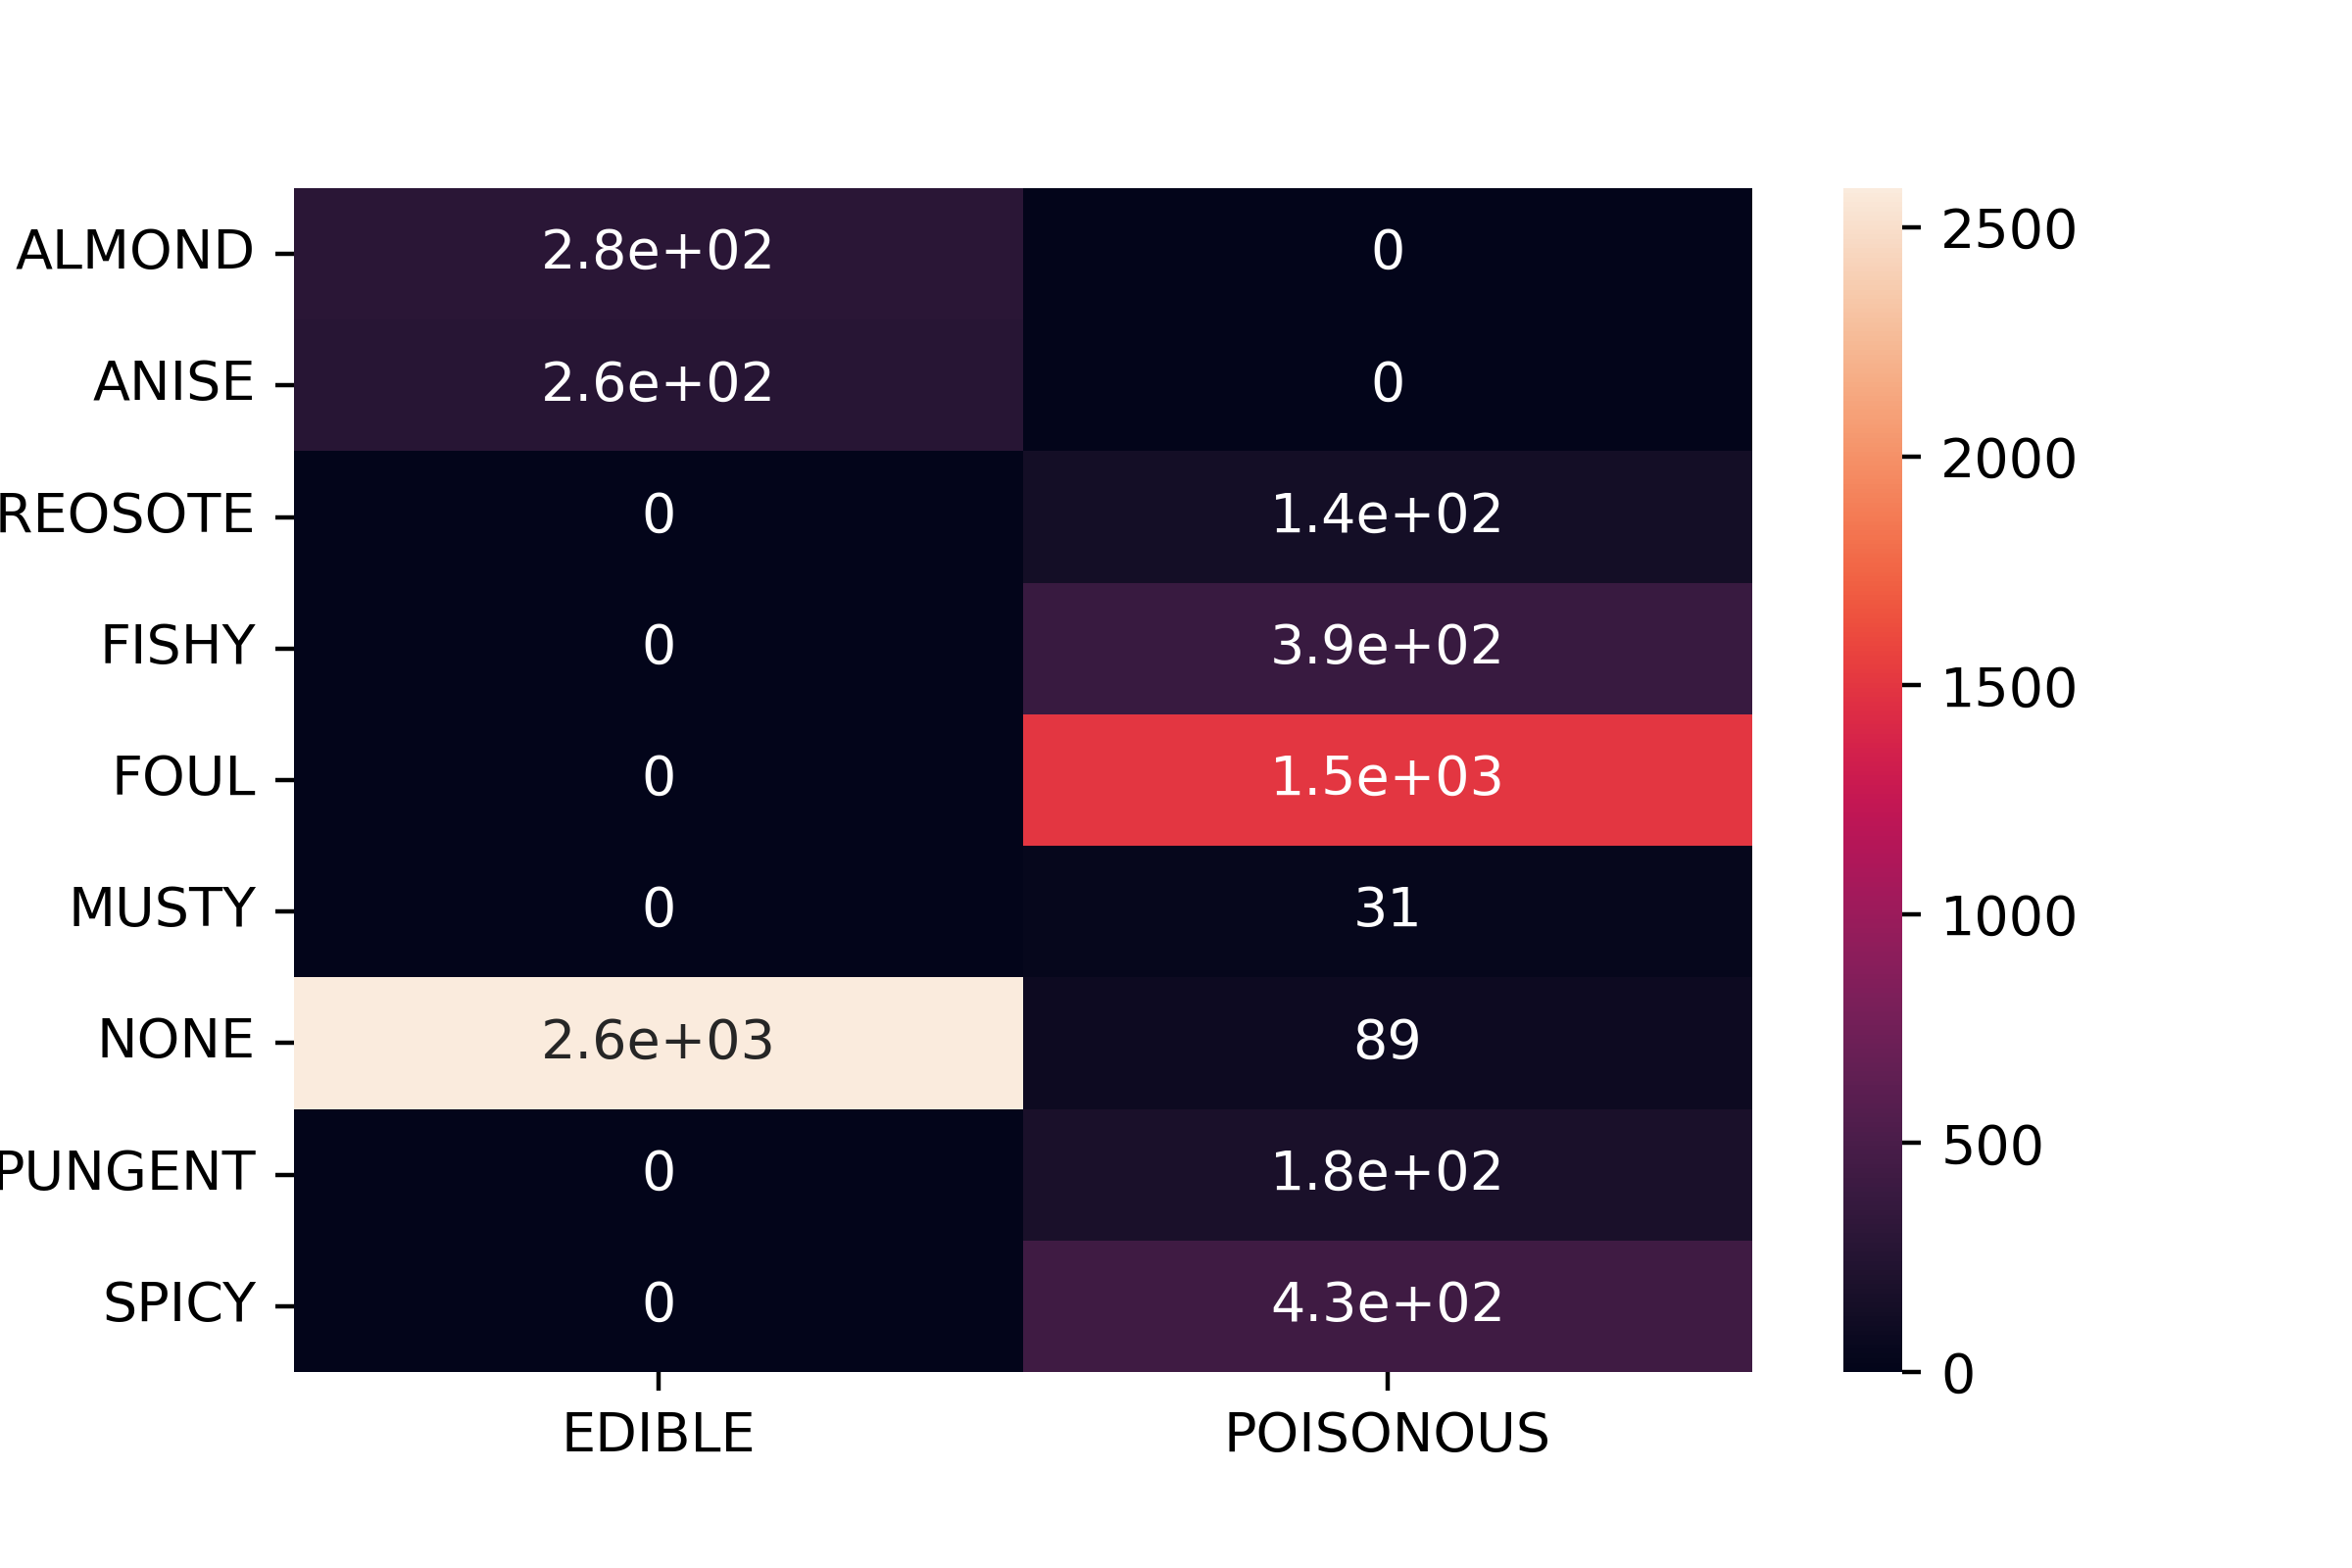 ALMOND 2.8e+02 0 2500
ANISE 2.6e+02 0
2000
REOSOTE 0 1.4e+02
FISHY 0 3.9e+02
1500
FOUL 0 1.5e+03
MUSTY 0 31
1000
NONE 2.6e+03 89
PUNGENT 0 1.8e+02
500
SPICY 0 4.3e+02
0
EDIBLE POISONOUS